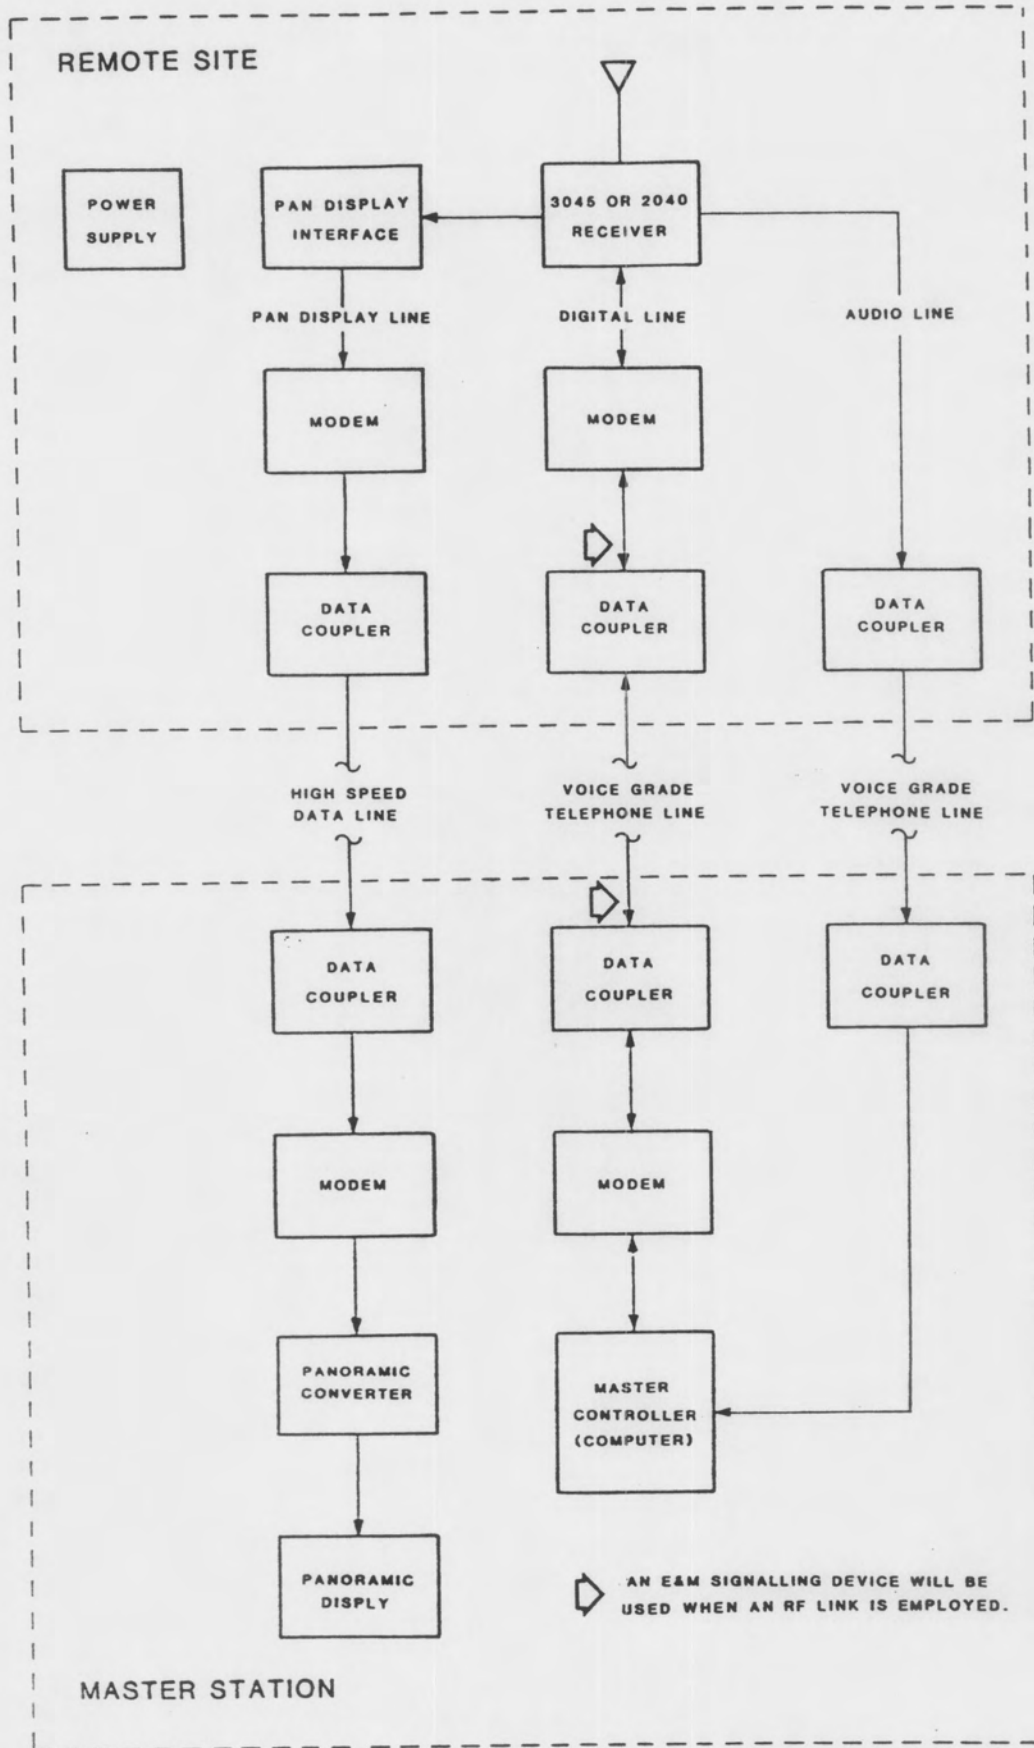 REMOTE SITE
POWER
SUPPLY
PAN DISPLAY
INTERFACE
3045 OR 2040
RECEIVER
PAN DISPLAY LINE
DIGITAL LINE
AUDIO LINE
MODEM
MODEM
DATA
COUPLER
DATA
COUPLER
DATA
COUPLER
HIGH SPEED
DATA LINE
VOICE GRADE
TELEPHONE LINE
VOICE GRADE
TELEPHONE LINE
DATA
COUPLER
DATA
COUPLER
DATA
COUPLER
MODEM
MODEM
PANORAMIC
CONVERTER
MASTER
CONTROLLER
(COMPUTER)
PANORAMIC
DISPLY
AN E&M SIGNALLING DEVICE WILL BE
USED WHEN AN RF LINK IS EMPLOYED.
MASTER STATION